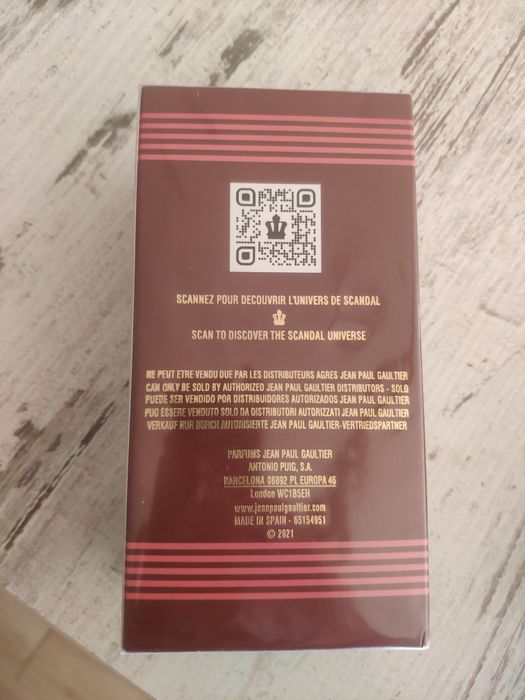 SCANNEZ POUR DECOUVRIR L'UNIVERS DE SCANDAL
SCAN TO DISCOVER THE SCANDAL UNIVERSE
NE PEUT ETRE VENDU QUE PAR LES DISTRIBUTEURS AGREES JEAN PAUL GAULTIER
CAN ONLY BE SOLD BY AUTHORIZED JEAN PAUL GAULTIER DISTRIBUTORS - SOLO
PUEDE SER VENDIDO POR DISTRIBUIDORES AUTORIZADOS JEAN PAUL GAULTIER
PUO ESSERE VENDUTO SOLO DA DISTRIBUTORI AUTORIZZATI JEAN PAUL GAULTIER
VERKAUF NUR DURCH AUTORISIERTE JEAN PAUL GAULTIER-VERTRIEBSPARTNER
PARFUMS JEAN PAUL GAULTIER
ANTONIO PUIG, S.A.
BARCELONA 08892 PL EUROPA 46
London WC1B5EH
www.jeanpaulgaultier.com
MADE IN SPAIN - 65154951
© 2021